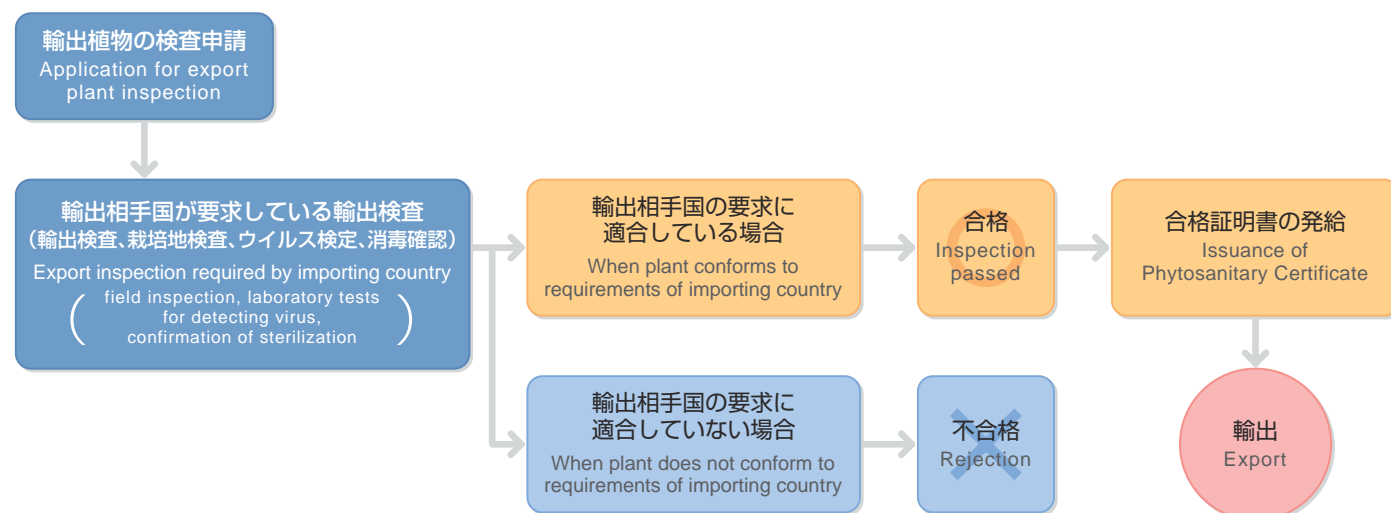 輸出植物の検査申請
Application for export
plant inspection
輸出相手国が要求している輸出検査
（輸出検査、栽培地検査、ウイルス検定、消毒確認）
Export inspection required by importing country
( field inspection, laboratory tests
for detecting virus,
confirmation of sterilization )
輸出相手国の要求に
適合している場合
When plant conforms to
requirements of importing country
合格
Inspection
passed
合格証明書の発給
Issuance of
Phytosanitary Certificate
輸出相手国の要求に
適合していない場合
When plant does not conform to
requirements of importing country
不合格
Rejection
輸出
Export